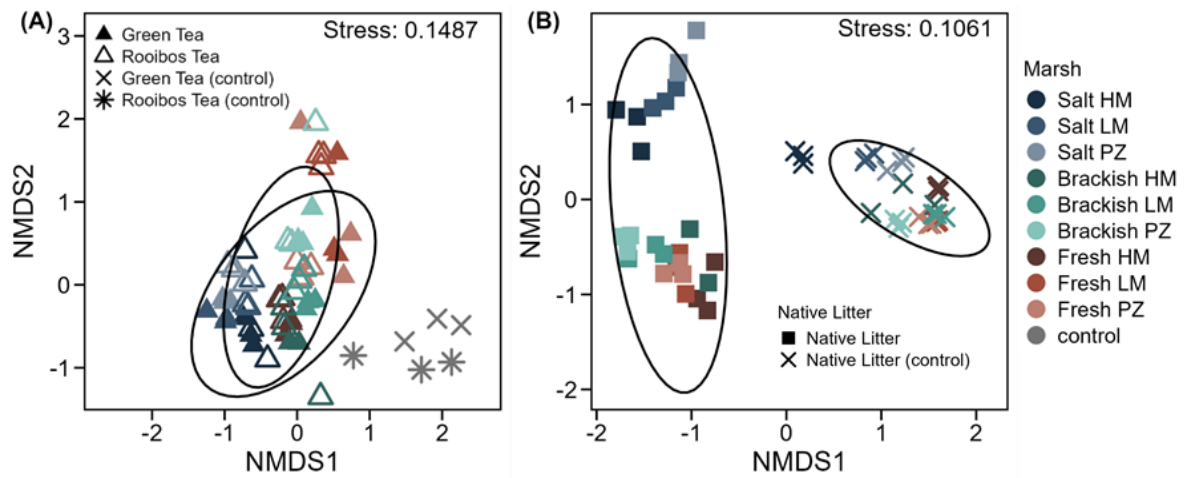 (A)
Stress: 0.1487
Green Tea
Rooibos Tea
Green Tea (control)
Rooibos Tea (control)
3
2
1
0
-1
NMDS2
-2
-1
0
1
2
NMDS1
(B)
Stress: 0.1061
1
0
-1
-2
NMDS2
Native Litter
Native Litter
Native Litter (control)
-2
-1
0
1
2
NMDS1
Marsh
Salt HM
Salt LM
Salt PZ
Brackish HM
Brackish LM
Brackish PZ
Fresh HM
Fresh LM
Fresh PZ
control